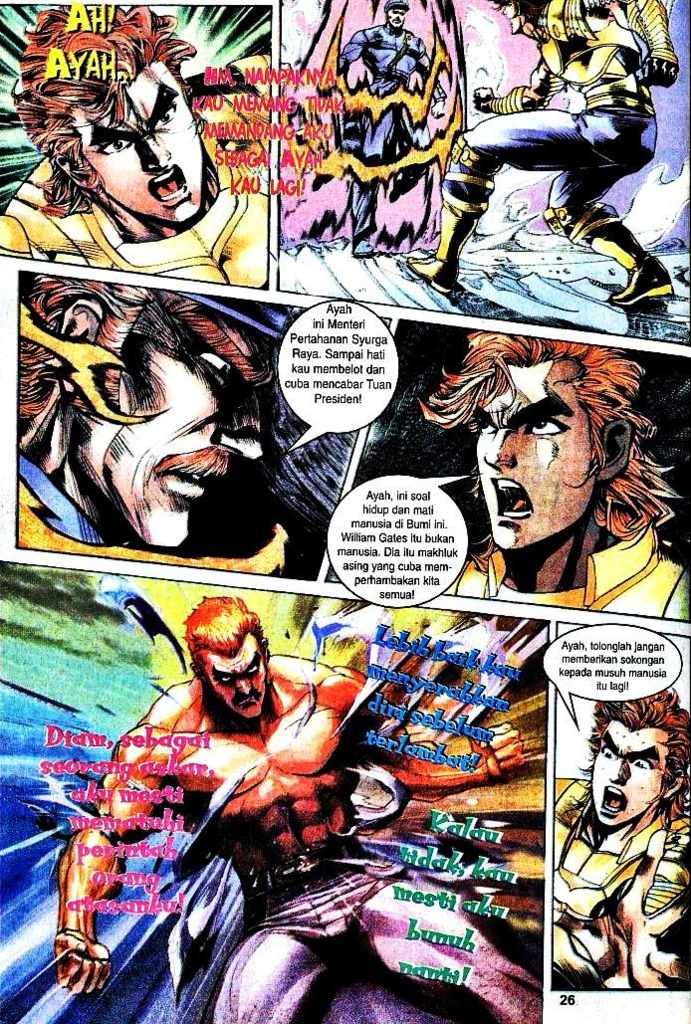 AH!
AYAH..
HM, NAMPAKNYA
KAU MEMANG TIDAK
MEMANDANG AKU
SEBAGAI AYAH
KAU LAGI!
Ayah
ini Menteri
Pertahanan Syurga
Raya. Sampai hati
kau membelot dan
cuba mencabar Tuan
Presiden!
Ayah, ini soal
hidup dan mati
manusia di Bumi ini.
William Gates itu bukan
manusia. Dia itu makhluk
asing yang cuba mem-
perhambakan kita
semua!
Diam, sebagai
seorang askar,
aku mesti
mematuhi
perintah
orang
atasanku!
Lebih baik kau
menyerahkan
diri sebelum
terlambat!
Kalau
tidak, kau
mesti aku
bunuh
nanti!
Ayah, tolonglah jangan
memberikan sokongan
kepada musuh manusia
itu lagi!
26